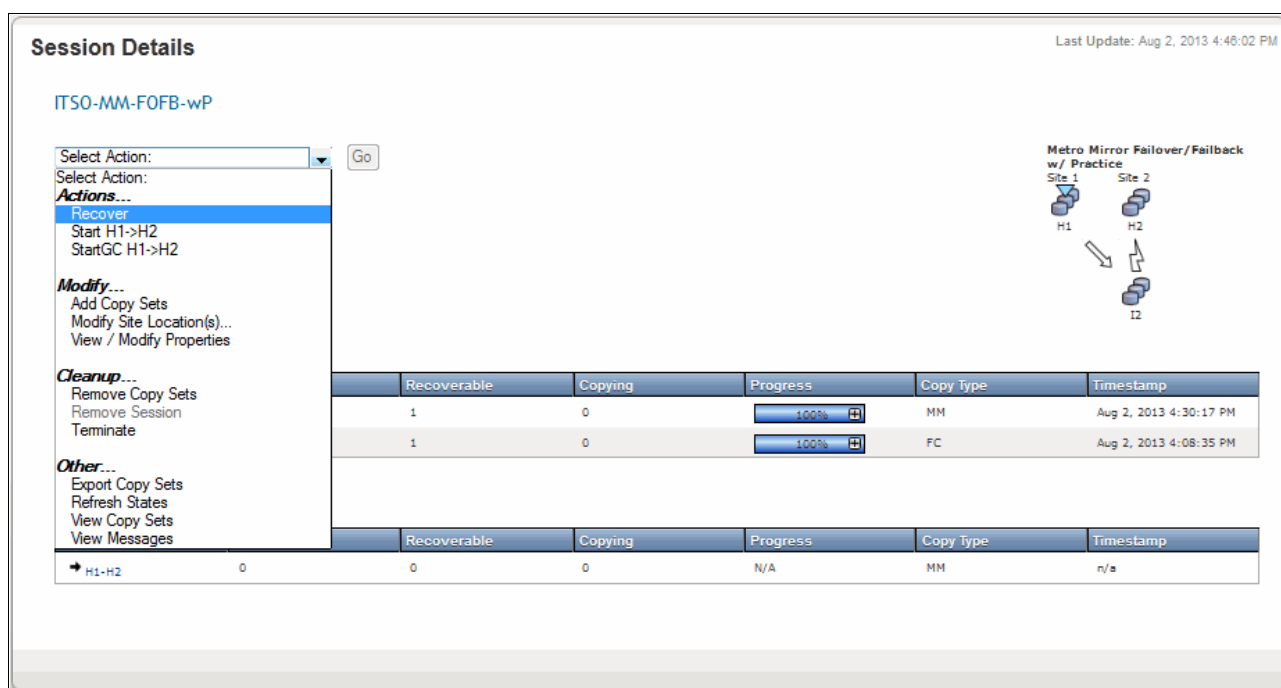 Session Details
Last Update: Aug 2, 2013 4:46:02 PM
ITSO-MM-FOFB-wP
Select Action:
Go
Select Action:
Actions...
Recover
Start H1->H2
StartGC H1->H2
Modify...
Add Copy Sets
Modify Site Location(s)...
View / Modify Properties
Cleanup...
Remove Copy Sets
Remove Session
Terminate
Other...
Export Copy Sets
Refresh States
View Copy Sets
View Messages
Metro Mirror Failover/Failback
w/ Practice
Site 1 Site 2
H1 H2
I2
Recoverable Copying Progress Copy Type Timestamp
1 0 100% MM Aug 2, 2013 4:30:17 PM
1 0 100% FC Aug 2, 2013 4:08:35 PM
Recoverable Copying Progress Copy Type Timestamp
H1-H2 0 0 0 N/A MM n/a